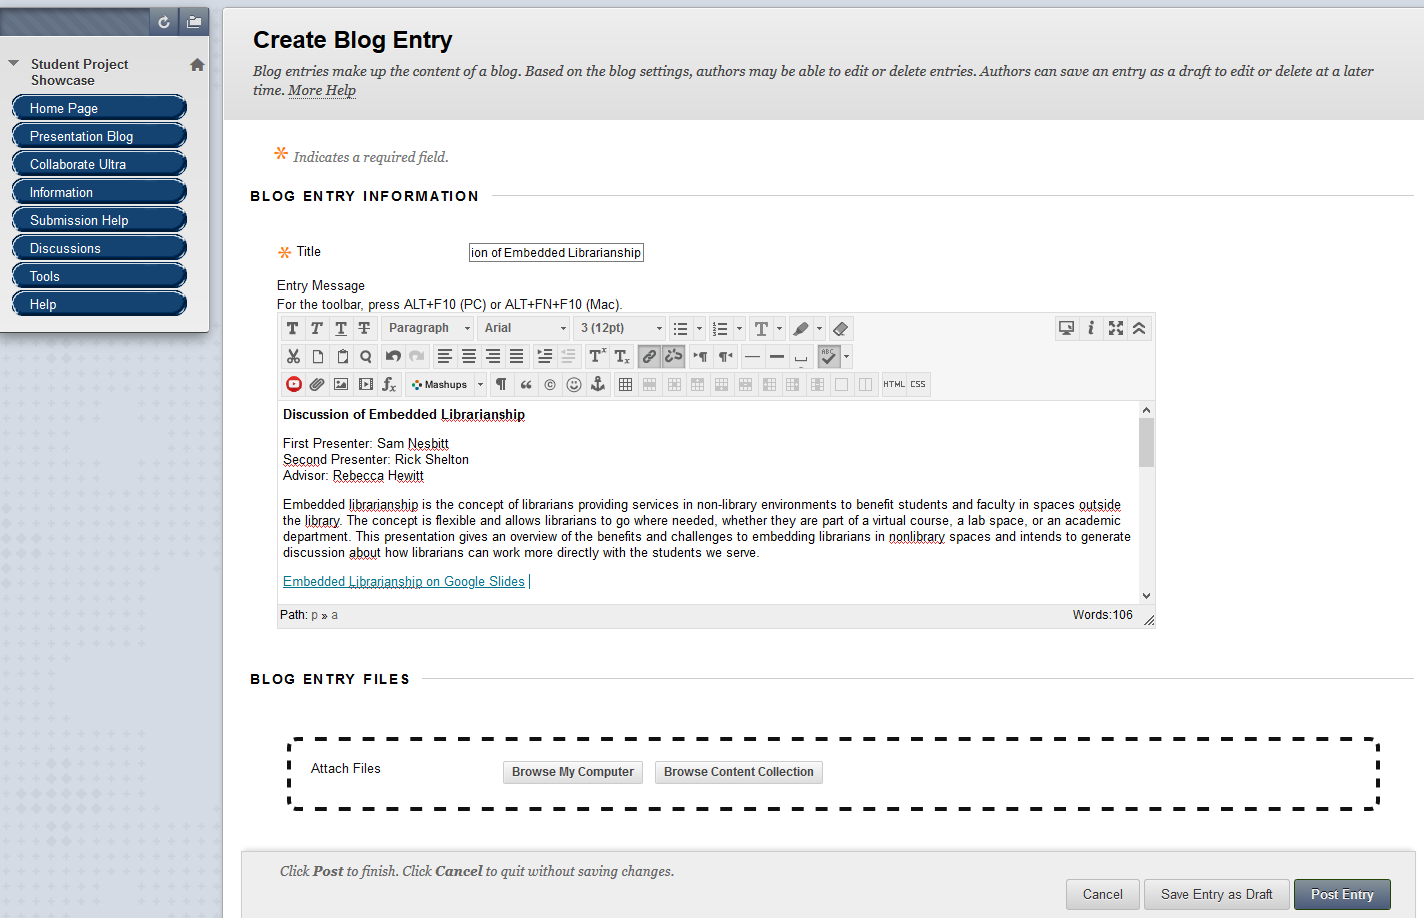 Student Project
Showcase
Home Page
Presentation Blog
Collaborate Ultra
Information
Submission Help
Discussions
Tools
Help
Create Blog Entry
Blog entries make up the content of a blog. Based on the blog settings, authors may be able to edit or delete entries. Authors can save an entry as a draft to edit or delete at a later
time. More Help
* Indicates a required field.
BLOG ENTRY INFORMATION
* Title
ion of Embedded Librarianship
Entry Message
For the toolbar, press ALT+F10 (PC) or ALT+FN+F10 (Mac).
T T T T Paragraph Arial 3 (12pt) T i
Tx Tx ¶ ¶ ABC
fx Mashups ¶ “ © HTML CSS
Discussion of Embedded Librarianship
First Presenter: Sam Nesbitt
Second Presenter: Rick Shelton
Advisor: Rebecca Hewitt
Embedded librarianship is the concept of librarians providing services in non-library environments to benefit students and faculty in spaces outside
the library. The concept is flexible and allows librarians to go where needed, whether they are part of a virtual course, a lab space, or an academic
department. This presentation gives an overview of the benefits and challenges to embedding librarians in nonlibrary spaces and intends to generate
discussion about how librarians can work more directly with the students we serve.
Embedded Librarianship on Google Slides
Path: p » a
Words:106
BLOG ENTRY FILES
Attach Files
Browse My Computer
Browse Content Collection
Click Post to finish. Click Cancel to quit without saving changes.
Cancel
Save Entry as Draft
Post Entry